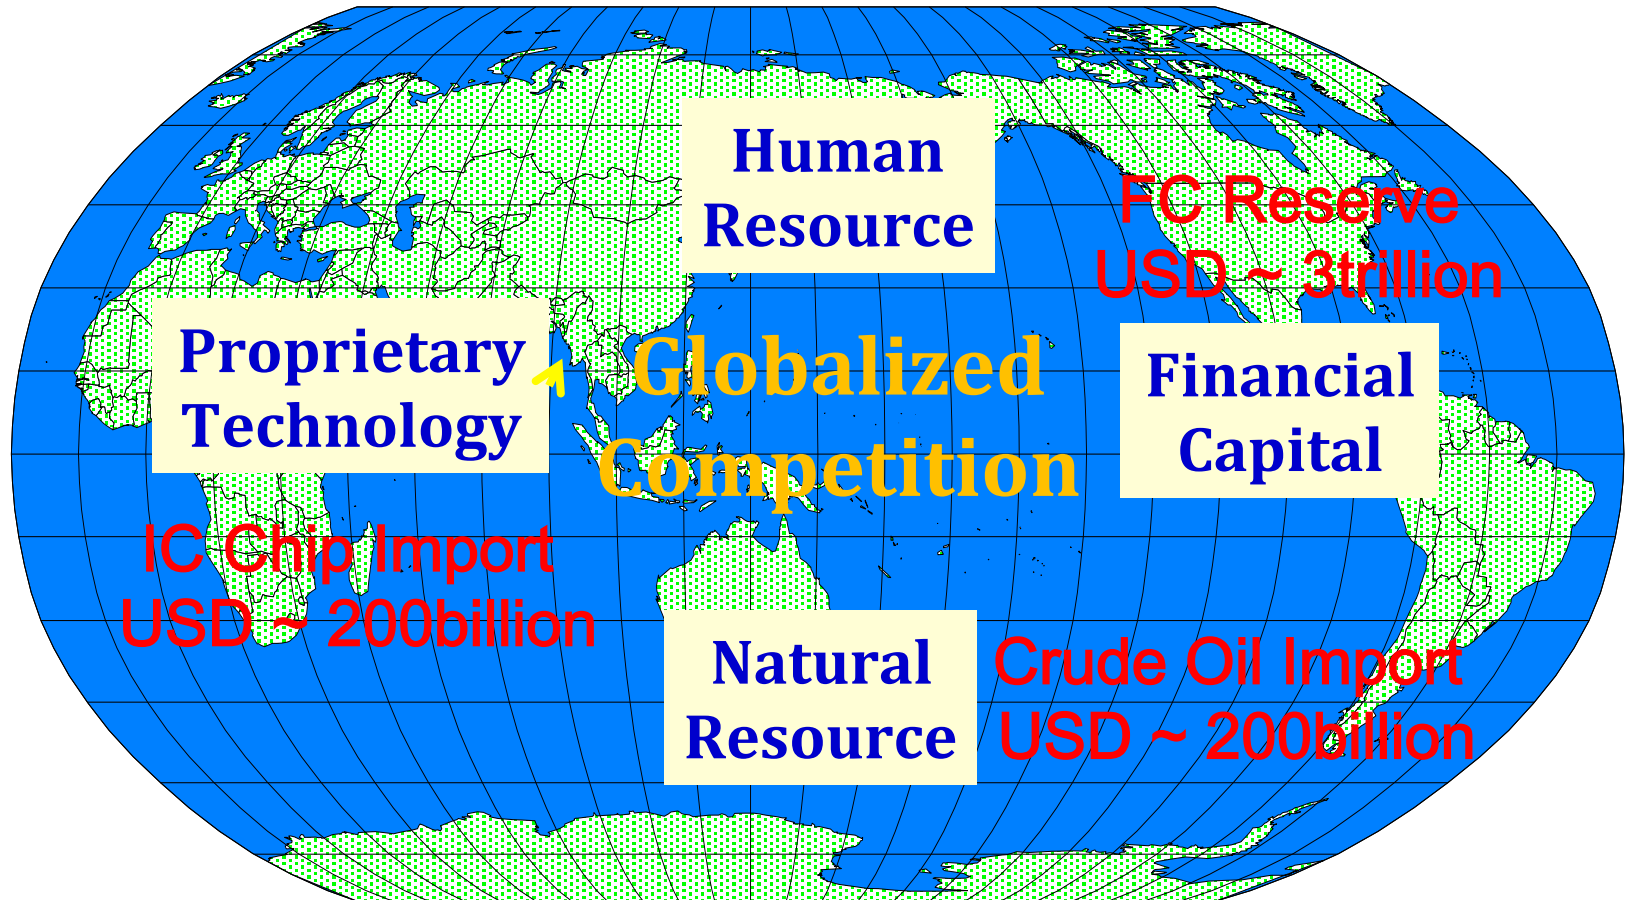 Human
Resource
FC Reserve
USD ~ 3trillion
Proprietary
Technology
Globalized
Competition
Financial
Capital
IC Chip Import
USD ~ 200billion
Natural
Resource
Crude Oil Import
USD ~ 200billion